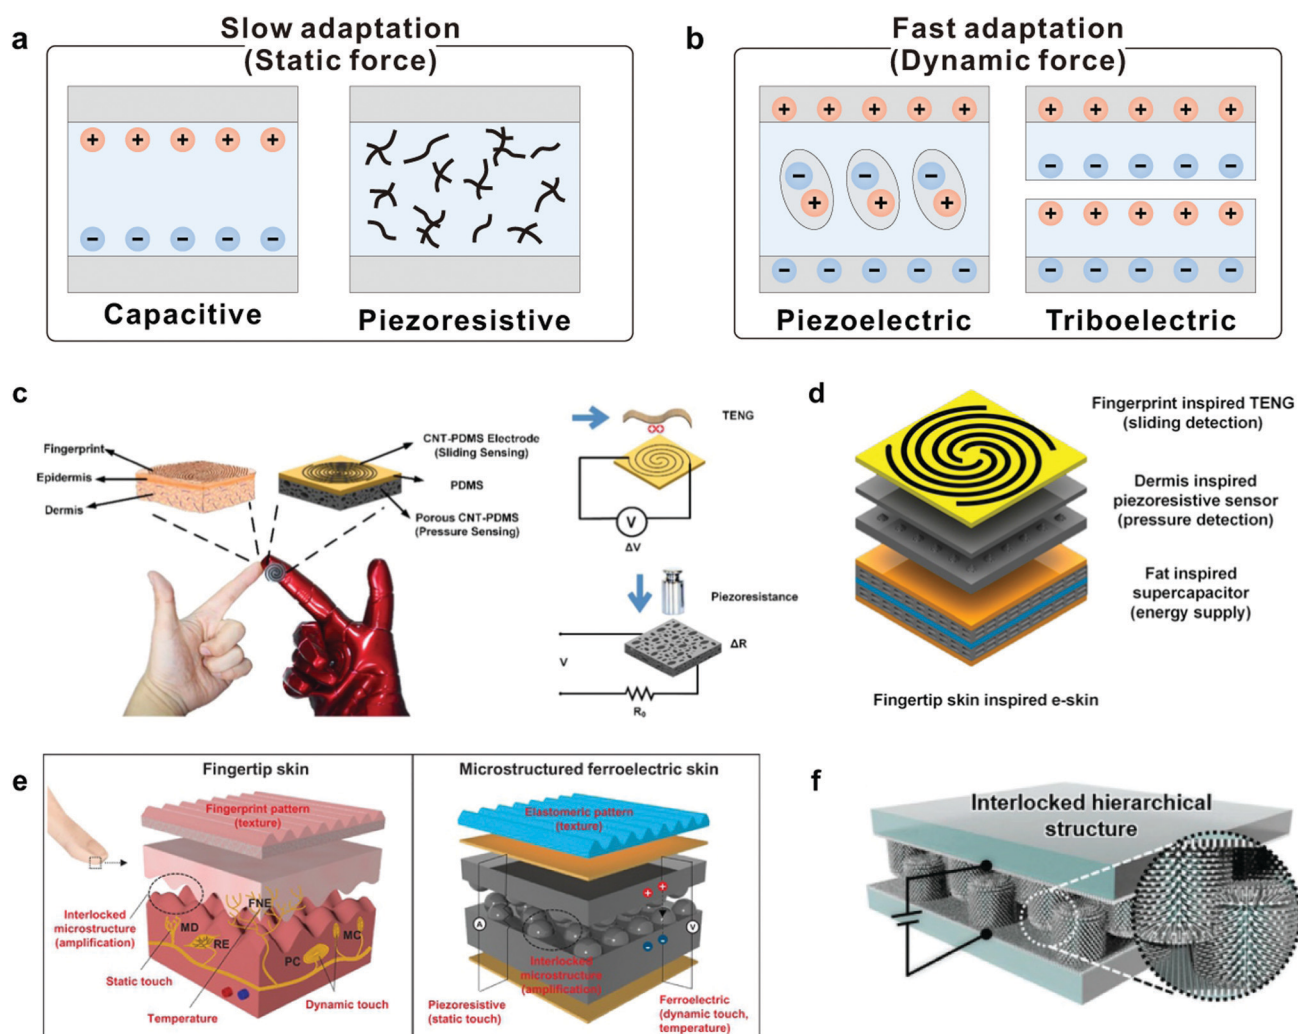 a
Slow adaptation
(Static force)
+ + + + +
− − − − −
Capacitive
Piezoresistive
b
Fast adaptation
(Dynamic force)
+ + + + +
− − −
+ + +
− − − − −
Piezoelectric
+ + + + +
− − − − −
+ + + + +
− − − − −
Triboelectric
c
Fingerprint
Epidermis
Dermis
CNT-PDMS Electrode
(Sliding Sensing)
PDMS
Porous CNT-PDMS
(Pressure Sensing)
TENG
V
ΔV
Piezoresistance
ΔR
V
R₀
d
Fingerprint inspired TENG
(sliding detection)
Dermis inspired
piezoresistive sensor
(pressure detection)
Fat inspired
supercapacitor
(energy supply)
Fingertip skin inspired e-skin
e
Fingertip skin
Fingerprint pattern
(texture)
FNE
Interlocked
microstructure
(amplification)
MD
RE
MC
PC
Static touch
Dynamic touch
Temperature
Microstructured ferroelectric skin
Elastomeric pattern
(texture)
+ +
A
V
− −
Interlocked
microstructure
(amplification)
Piezoresistive
(static touch)
Ferroelectric
(dynamic touch,
temperature)
f
Interlocked hierarchical
structure